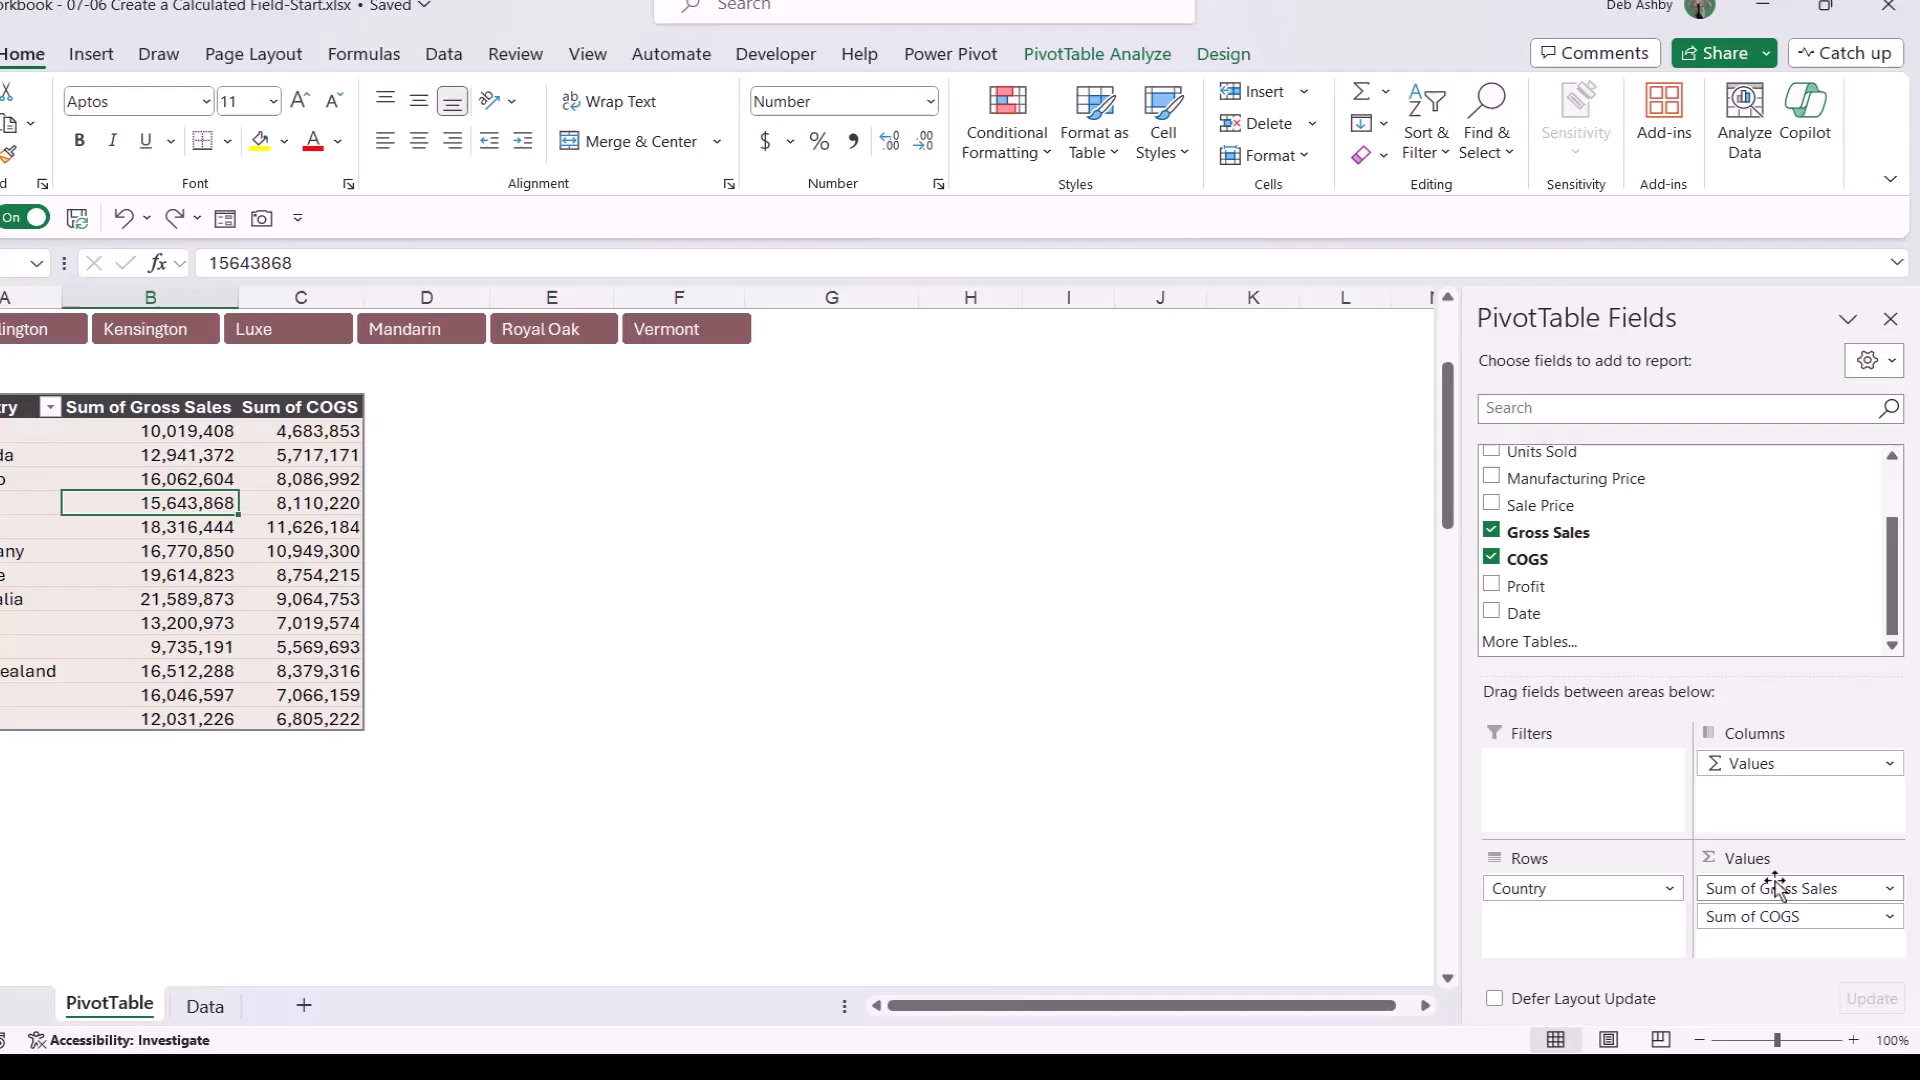 orkbook - 07-06 Create a Calculated Field-Start.xlsx • Saved
Search
Deb Ashby
Home Insert Draw Page Layout Formulas Data Review View Automate Developer Help Power Pivot PivotTable Analyze Design
Comments Share Catch up
Aptos 11
Wrap Text
Number
Merge & Center
Conditional Formatting
Format as Table
Cell Styles
Insert
Delete
Format
Sort & Filter
Find & Select
Sensitivity
Add-ins
Analyze Data
Copilot
Font Alignment Number Styles Cells Editing Sensitivity Add-ins
On
fx 15643868
A B C D E F G H I J K L
lington Kensington Luxe Mandarin Royal Oak Vermont
ry Sum of Gross Sales Sum of COGS
10,019,408 4,683,853
da 12,941,372 5,717,171
o 16,062,604 8,086,992
15,643,868 8,110,220
18,316,444 11,626,184
any 16,770,850 10,949,300
e 19,614,823 8,754,215
alia 21,589,873 9,064,753
13,200,973 7,019,574
9,735,191 5,569,693
ealand 16,512,288 8,379,316
16,046,597 7,066,159
12,031,226 6,805,222
PivotTable Fields
Choose fields to add to report:
Search
Units Sold
Manufacturing Price
Sale Price
Gross Sales
COGS
Profit
Date
More Tables...
Drag fields between areas below:
Filters
Columns
Σ Values
Rows
Country
Σ Values
Sum of Gross Sales
Sum of COGS
Defer Layout Update Update
PivotTable Data +
Accessibility: Investigate
100%